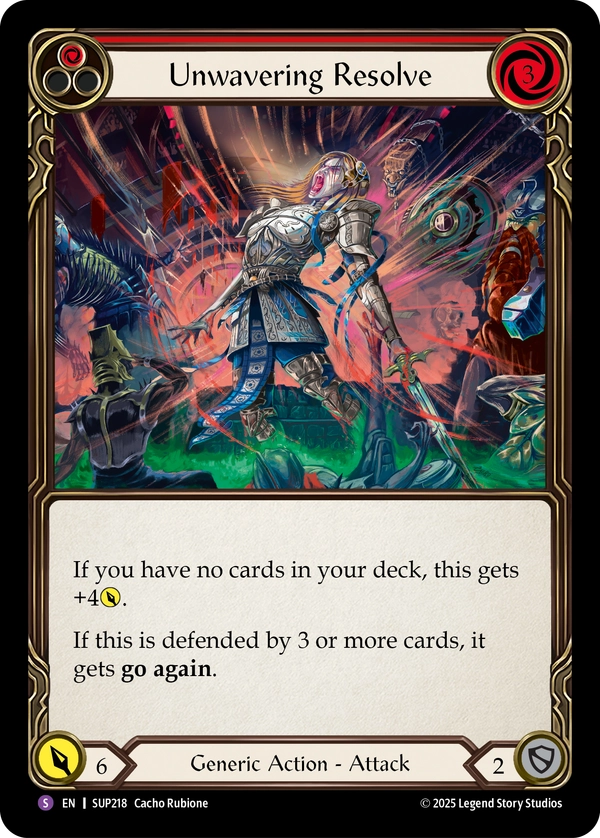 3
Unwavering Resolve
If you have no cards in your deck, this gets
+4.
If this is defended by 3 or more cards, it
gets go again.
6
Generic Action - Attack
2
S EN SUP218 Cacho Rubione
© 2025 Legend Story Studios